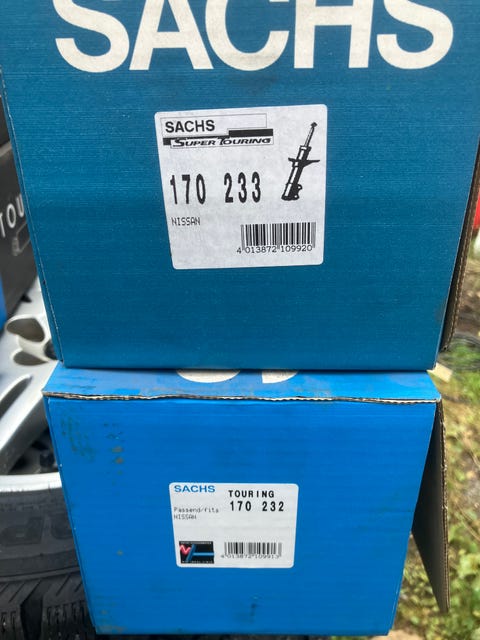 SACHS
SACHS
SUPER TOURING
170 233
NISSAN
4 013872 109920
TOU
SACHS TOURING
Passend/fits 170 232
NISSAN
4 013872 109913